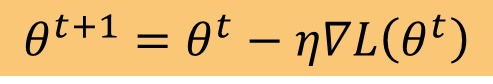 θ^{t+1} = θ^t − η∇L(θ^t)